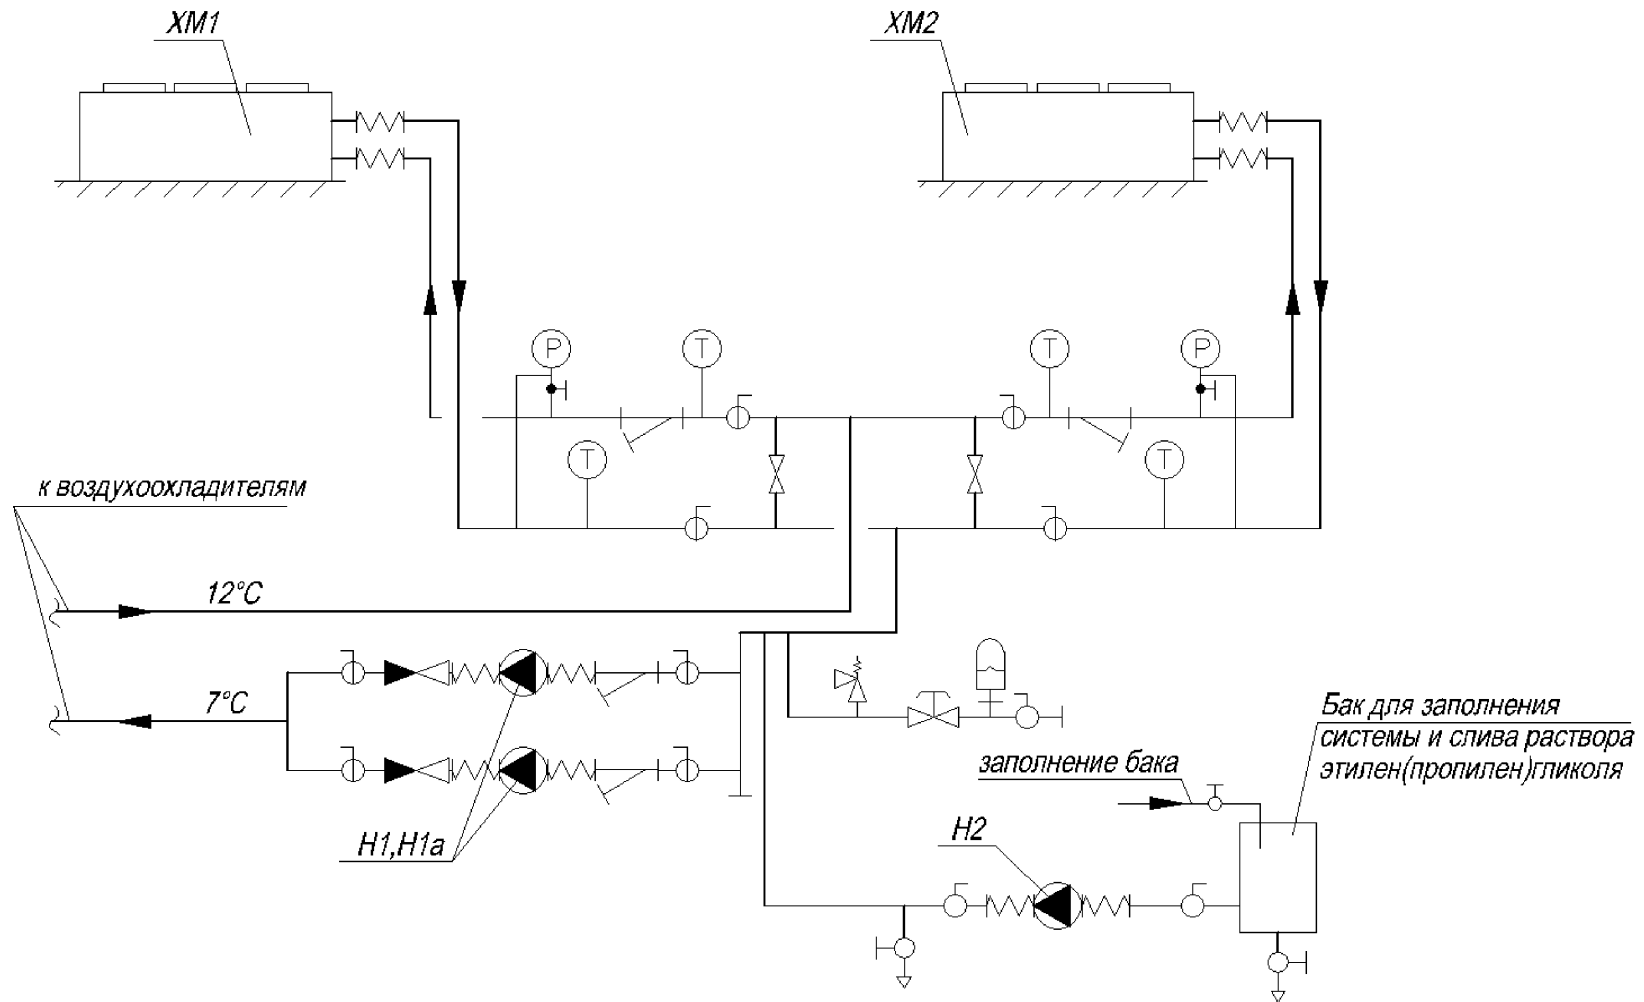 ХМ1
ХМ2
P
T
T
P
T
T
к воздухоохладителям
12°С
7°С
Бак для заполнения
системы и слива раствора
этилен(пропилен)гликоля
заполнение бака
Н2
Н1,Н1а